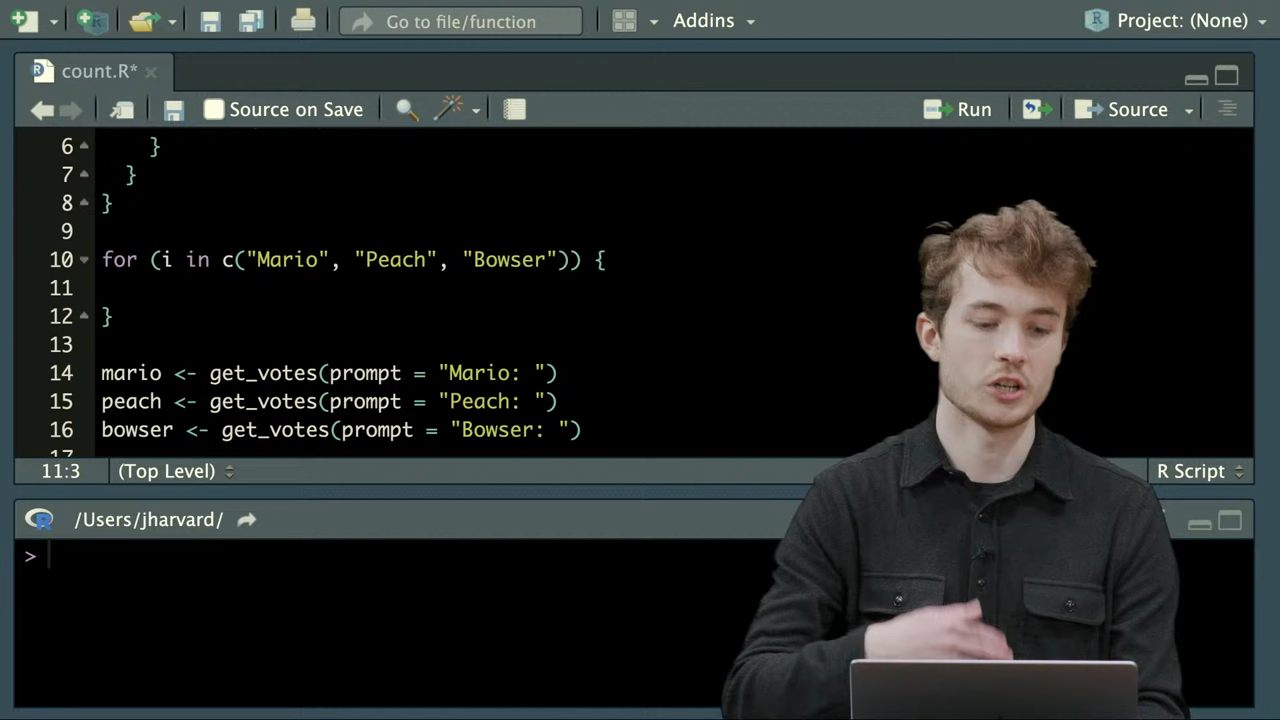 Go to file/function
Addins
Project: (None)
count.R*
Source on Save
Run
Source
6 }
7 }
8 }
9
10 for (i in c("Mario", "Peach", "Bowser")) {
11
12 }
13
14 mario <- get_votes(prompt = "Mario: ")
15 peach <- get_votes(prompt = "Peach: ")
16 bowser <- get_votes(prompt = "Bowser: ")
17
11:3
(Top Level)
R Script
/Users/jharvard/
>